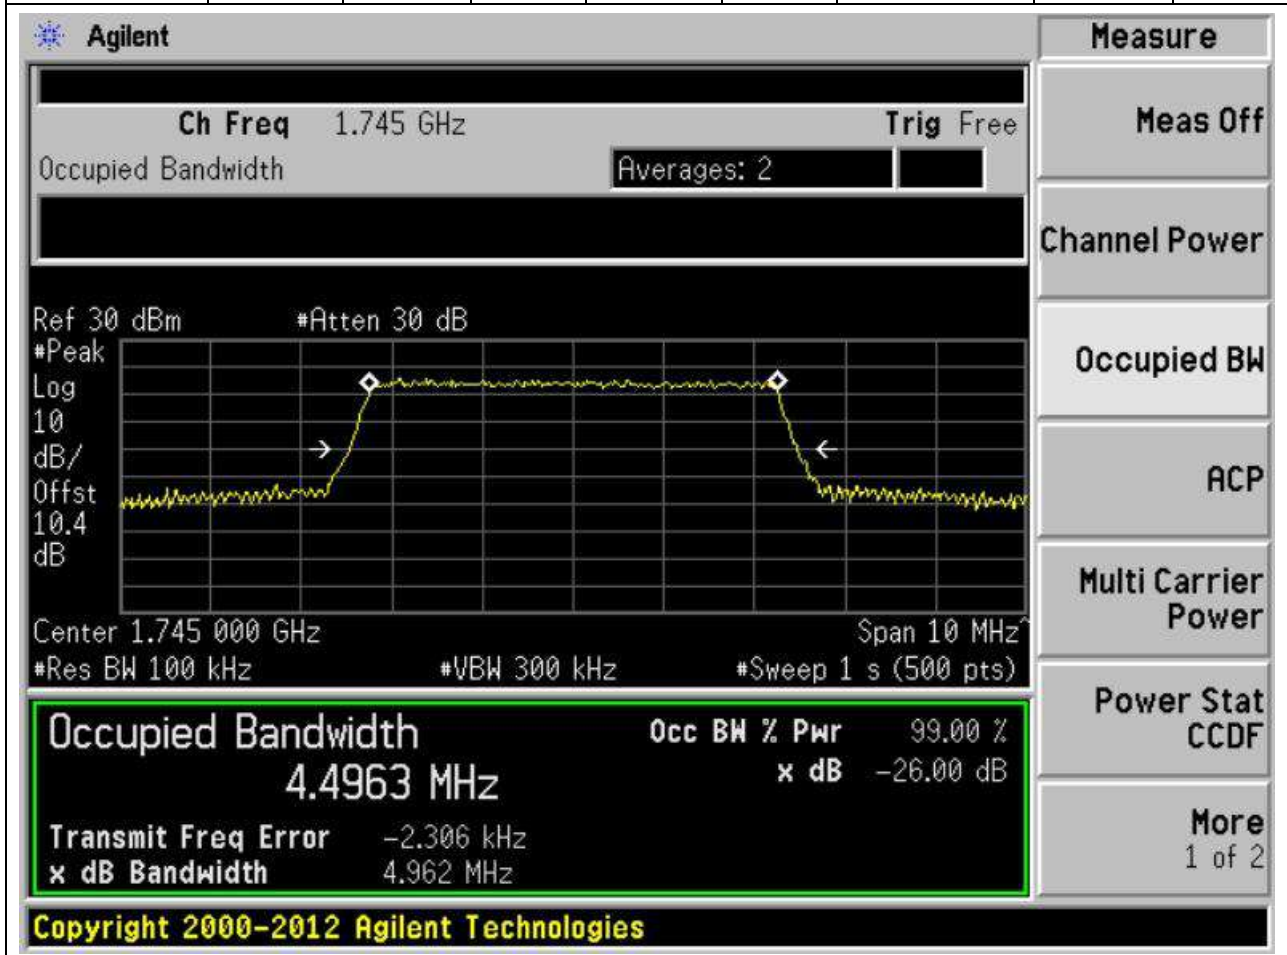 Agilent
Measure
Ch Freq 1.745 GHz Trig Free
Occupied Bandwidth Averages: 2
Ref 30 dBm #Atten 30 dB
#Peak
Log
10
dB/
Offst
10.4
dB
Center 1.745 000 GHz Span 10 MHz^
#Res BW 100 kHz #VBW 300 kHz #Sweep 1 s (500 pts)
Occupied Bandwidth Occ BW % Pwr 99.00 %
4.4963 MHz x dB -26.00 dB
Transmit Freq Error -2.306 kHz
x dB Bandwidth 4.962 MHz
Meas Off
Channel Power
Occupied BW
ACP
Multi Carrier
Power
Power Stat
CCDF
More
1 of 2
Copyright 2000-2012 Agilent Technologies